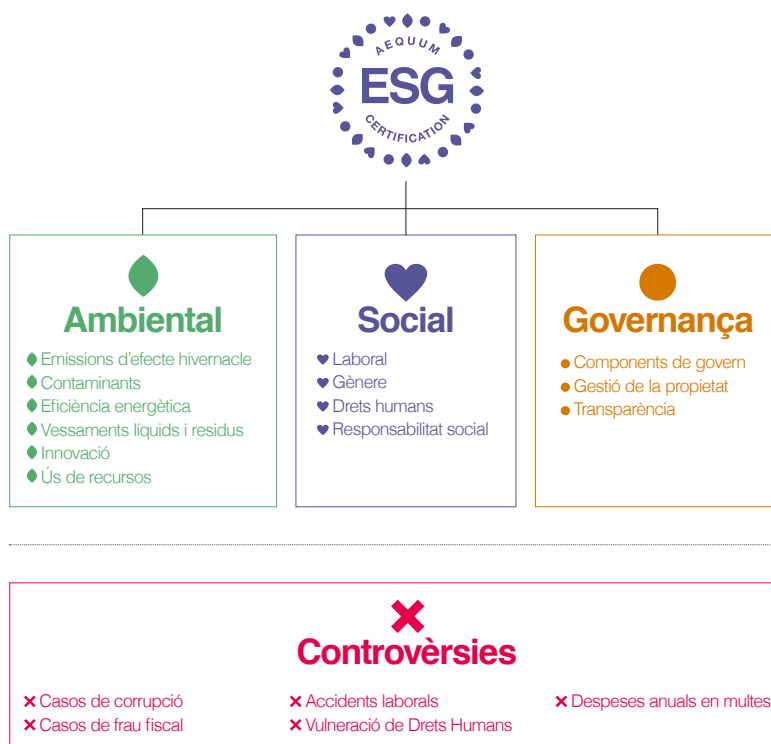 AEQUUM
ESG
CERTIFICATION
Ambiental
Emissions d'efecte hivernacle
Contaminants
Eficiència energètica
Vessaments líquids i residus
Innovació
Ús de recursos
Social
Laboral
Gènere
Drets humans
Responsabilitat social
Governança
Components de govern
Gestió de la propietat
Transparència
Controvèrsies
Casos de corrupció
Casos de frau fiscal
Accidents laborals
Vulneració de Drets Humans
Despeses anuals en multes